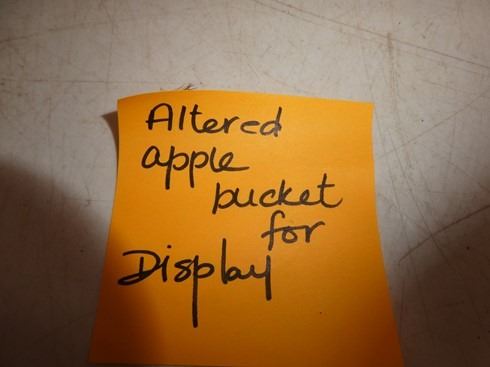 Altered
apple
bucket
for
Display